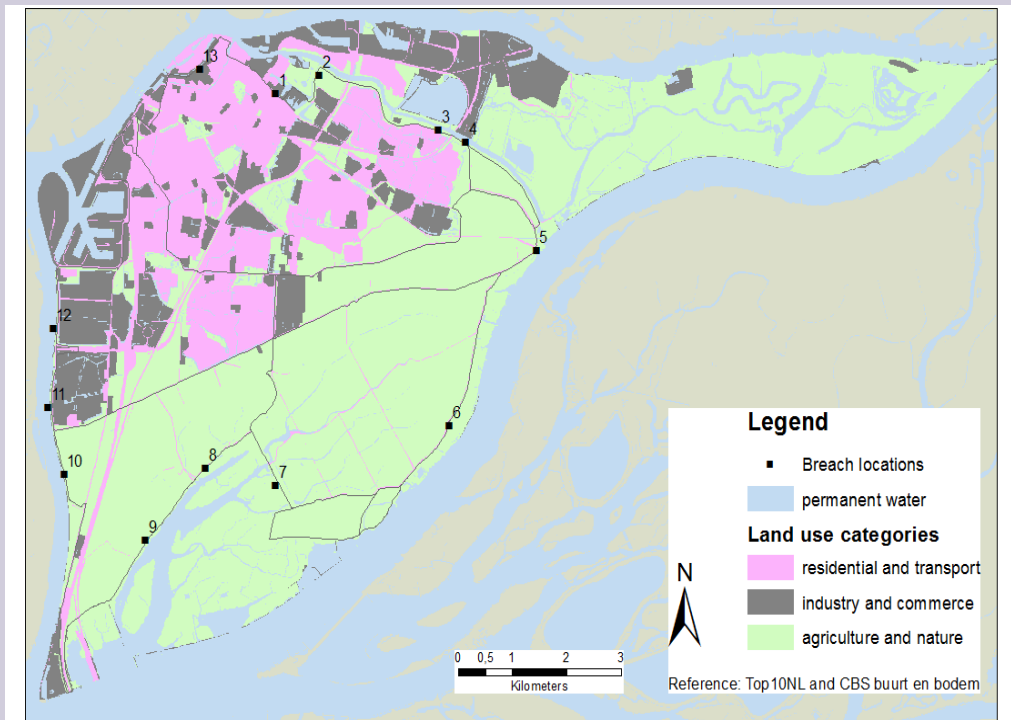 13
1
2
3
4
5
12
11
10
9
8
7
6
Legend
Breach locations
permanent water
Land use categories
residential and transport
industry and commerce
agriculture and nature
N
0 0,5 1 2 3
Kilometers
Reference: Top10NL and CBS buurt en bodem